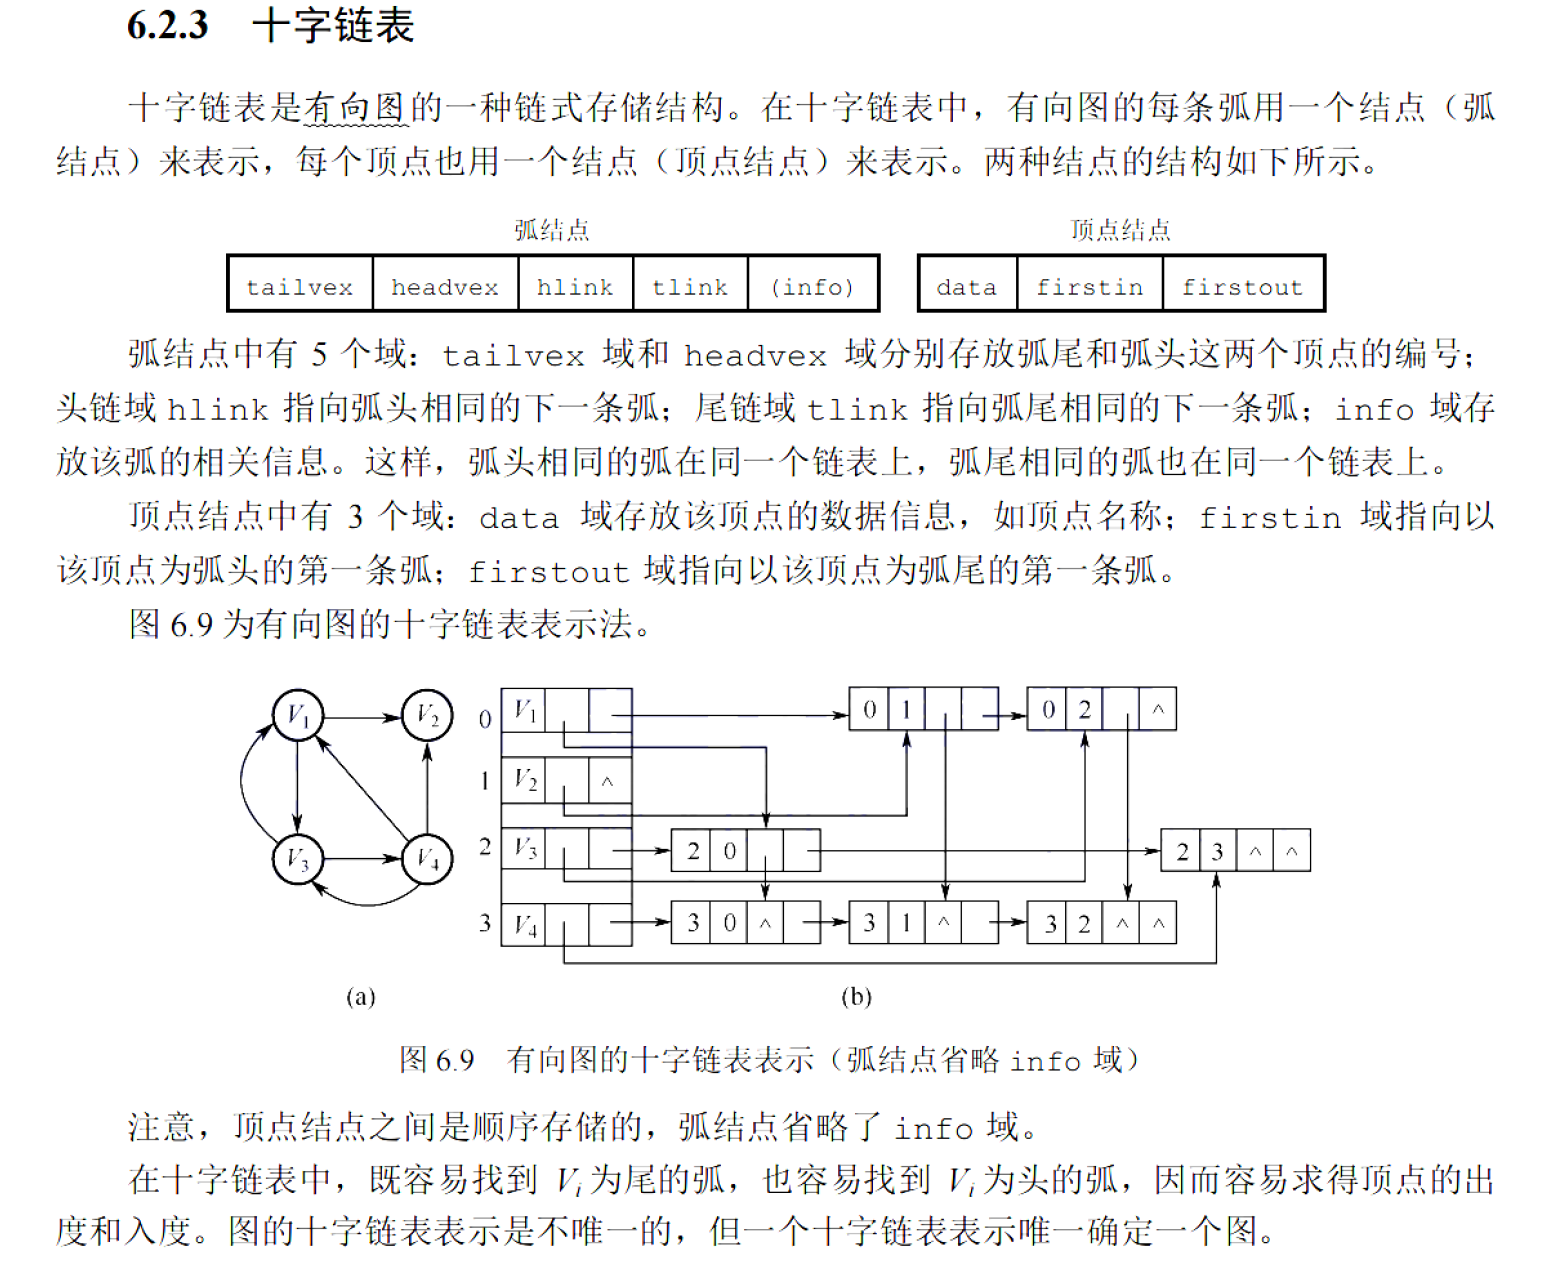 6.2.3 十字链表
十字链表是有向图的一种链式存储结构。在十字链表中，有向图的每条弧用一个结点（弧
结点）来表示，每个顶点也用一个结点（顶点结点）来表示。两种结点的结构如下所示。
弧结点 顶点结点
tailvex headvex hlink tlink (info) data firstin firstout
弧结点中有 5 个域：tailvex 域和 headvex 域分别存放弧尾和弧头这两个顶点的编号；
头链域 hlink 指向弧头相同的下一条弧；尾链域 tlink 指向弧尾相同的下一条弧；info 域存
放该弧的相关信息。这样，弧头相同的弧在同一个链表上，弧尾相同的弧也在同一个链表上。
顶点结点中有 3 个域：data 域存放该顶点的数据信息，如顶点名称；firstin 域指向以
该顶点为弧头的第一条弧；firstout 域指向以该顶点为弧尾的第一条弧。
图 6.9 为有向图的十字链表表示法。
V1 V2 0 V1 0 1 0 2 ^
1 V2 ^
V3 V4 2 V3 2 0 2 3 ^ ^
3 V4 3 0 ^ 3 1 ^ 3 2 ^ ^
(a) (b)
图 6.9 有向图的十字链表表示（弧结点省略 info 域）
注意，顶点结点之间是顺序存储的，弧结点省略了 info 域。
在十字链表中，既容易找到 Vi 为尾的弧，也容易找到 Vi 为头的弧，因而容易求得顶点的出
度和入度。图的十字链表表示是不唯一的，但一个十字链表表示唯一确定一个图。